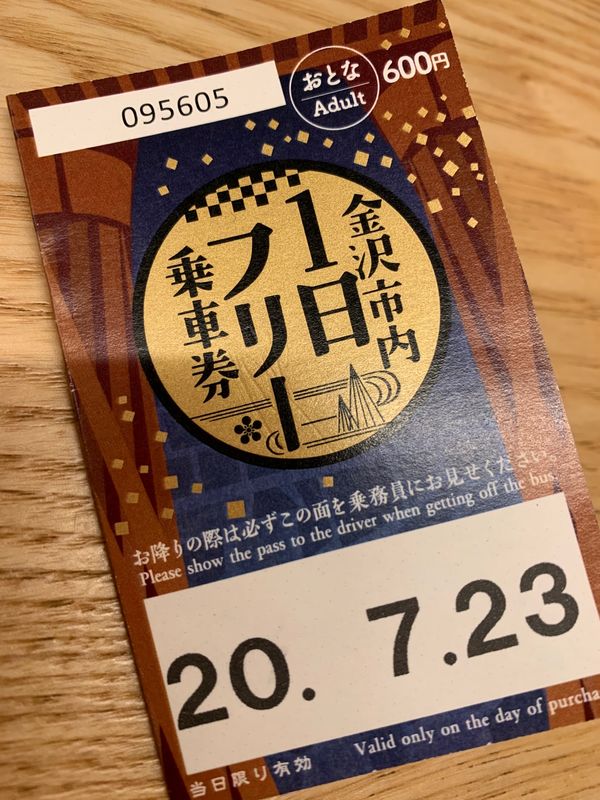 095605
おとな
Adult
600円
金沢市内
1日
フリー
乗車券
お降りの際は必ずこの面を乗務員にお見せください。
Please show the pass to the driver when getting off the bus.
20. 7.23
当日限り有効
Valid only on the day of purcha